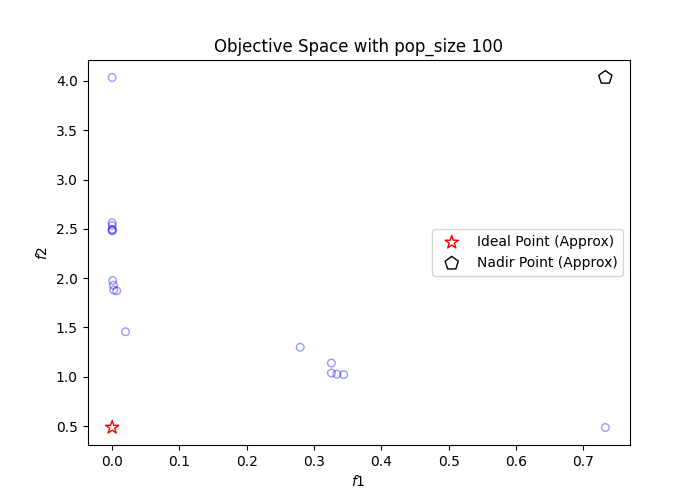 Objective Space with pop_size 100
4.0
3.5
3.0
2.5
2.0
1.5
1.0
0.5
f2
Ideal Point (Approx)
Nadir Point (Approx)
0.0 0.1 0.2 0.3 0.4 0.5 0.6 0.7
f1